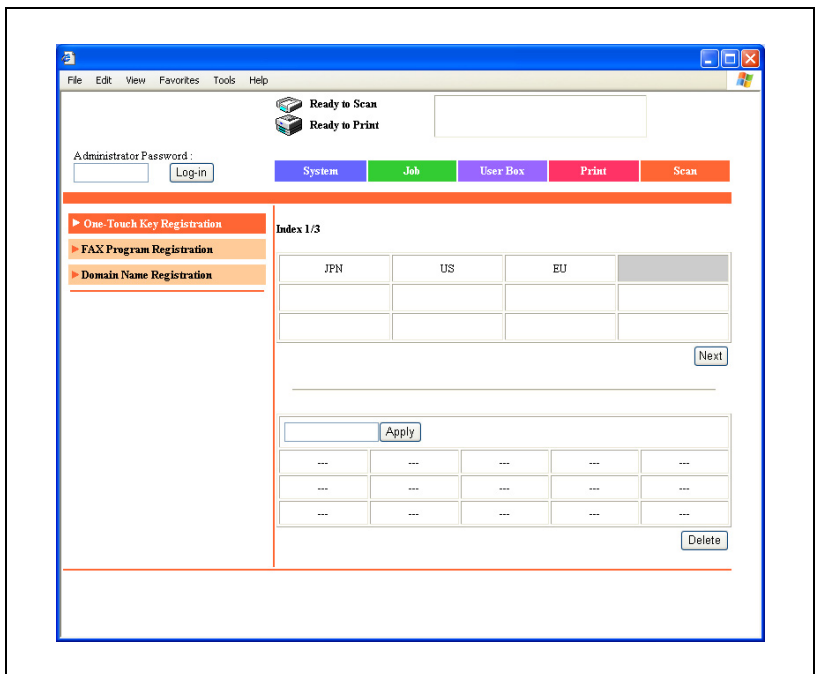 File Edit View Favorites Tools Help
Ready to Scan
Ready to Print
Administrator Password :
Log-in
System Job User Box Print Scan
One-Touch Key Registration
FAX Program Registration
Domain Name Registration
Index 1/3
JPN US EU
Next
Apply
--- --- --- --- ---
--- --- --- --- ---
--- --- --- --- ---
Delete